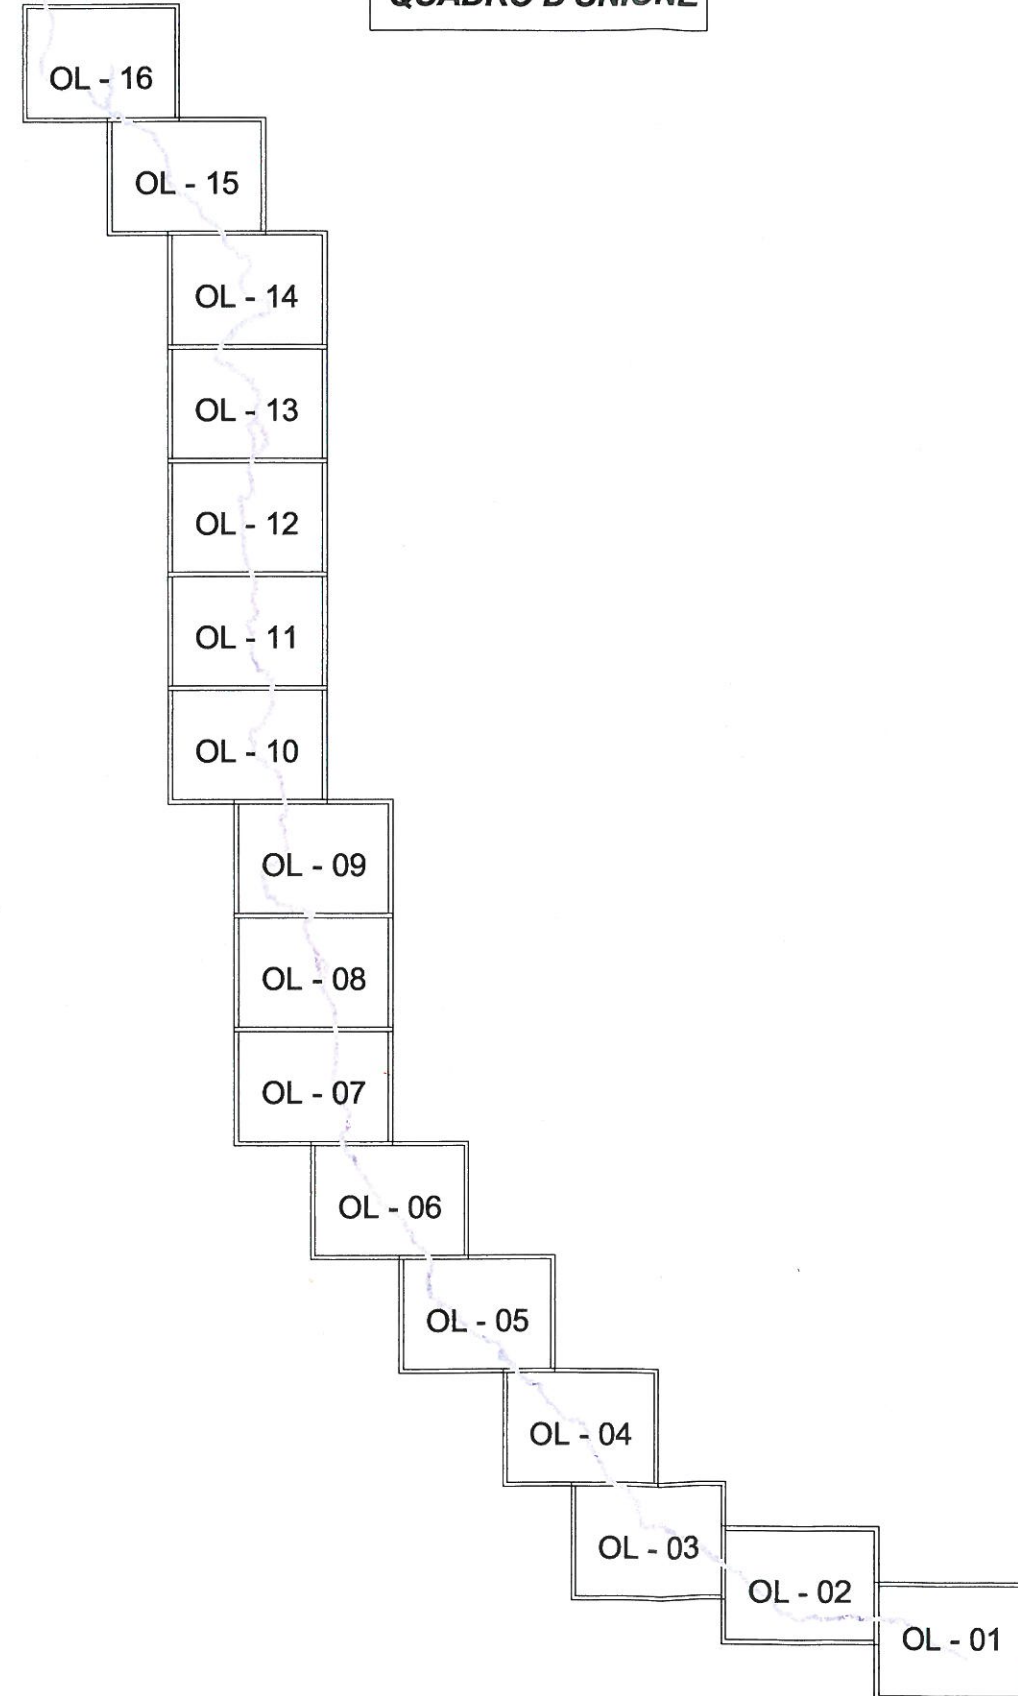 QUADRO D'UNIONE
OL - 16
OL - 15
OL - 14
OL - 13
OL - 12
OL - 11
OL - 10
OL - 09
OL - 08
OL - 07
OL - 06
OL - 05
OL - 04
OL - 03
OL - 02
OL - 01